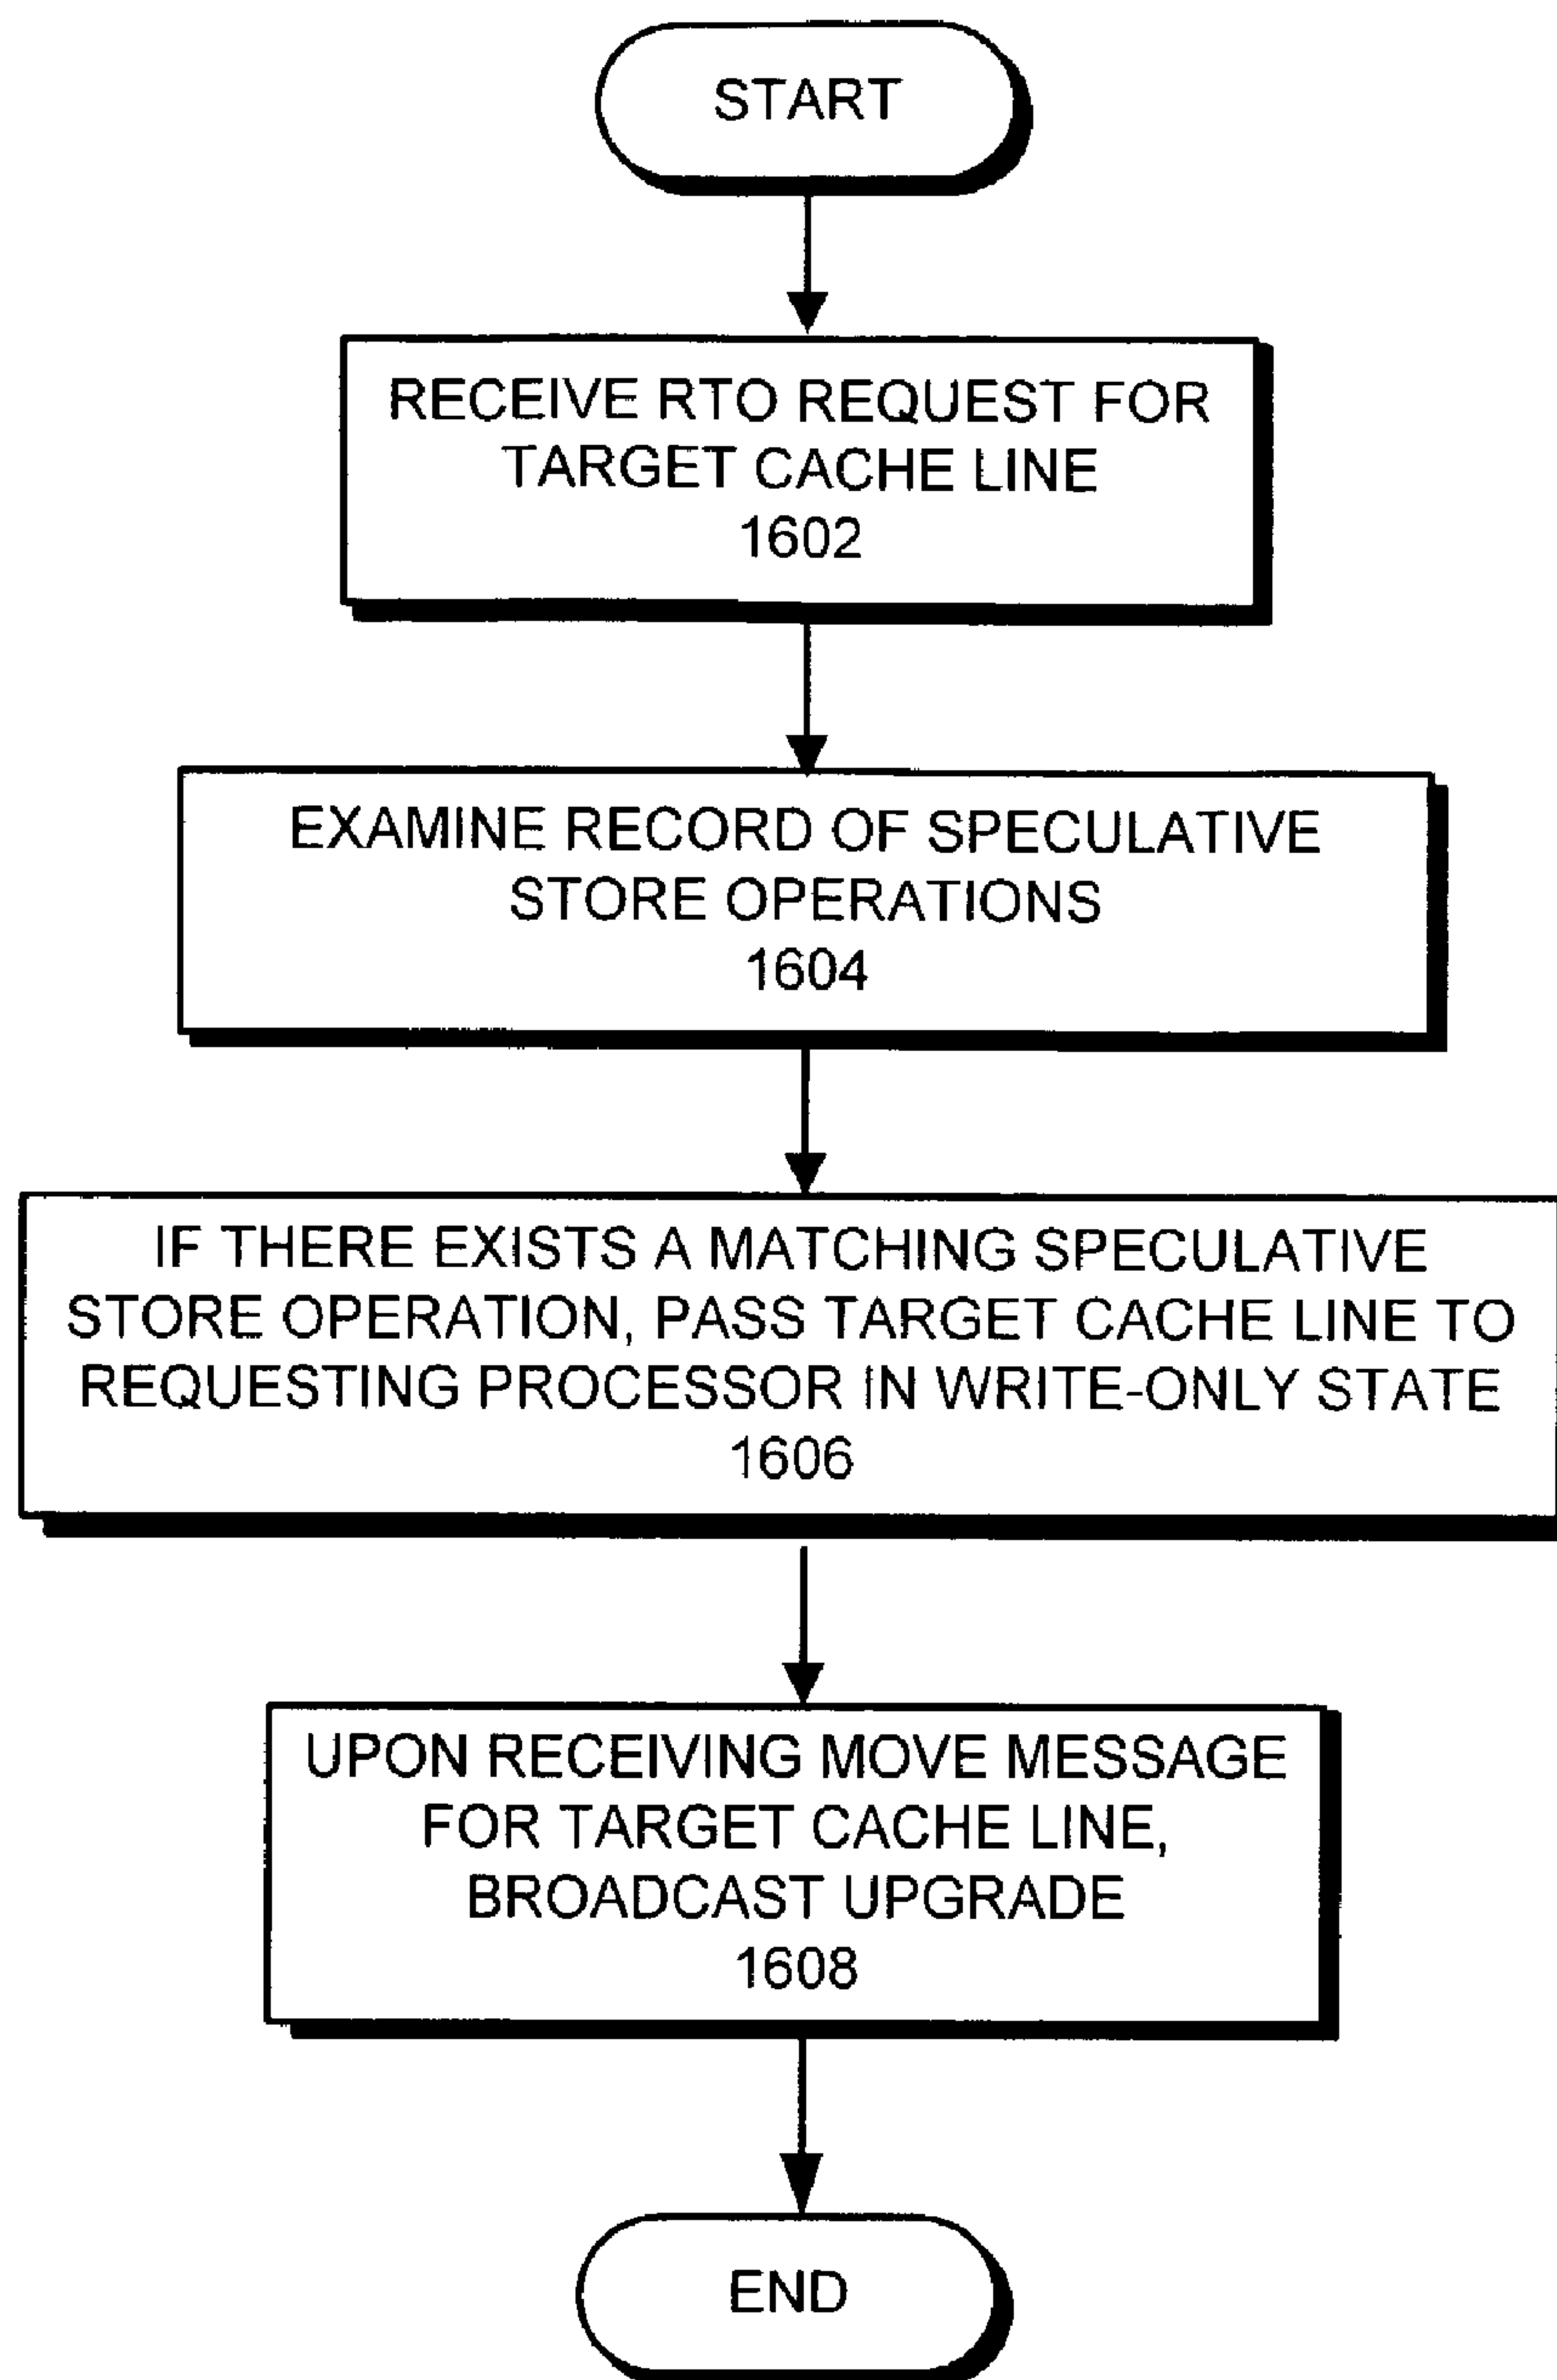 START
RECEIVE RTO REQUEST FOR
TARGET CACHE LINE
1602
EXAMINE RECORD OF SPECULATIVE
STORE OPERATIONS
1604
IF THERE EXISTS A MATCHING SPECULATIVE
STORE OPERATION, PASS TARGET CACHE LINE TO
REQUESTING PROCESSOR IN WRITE-ONLY STATE
1606
UPON RECEIVING MOVE MESSAGE
FOR TARGET CACHE LINE,
BROADCAST UPGRADE
1608
END